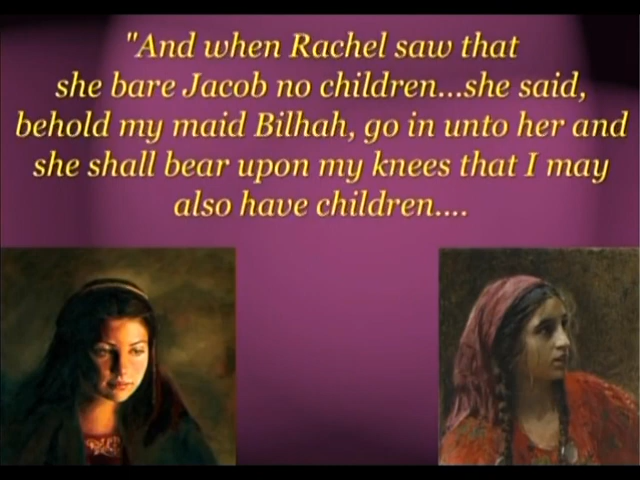 "And when Rachel saw that
she bare Jacob no children...she said,
behold my maid Bilhah, go in unto her and
she shall bear upon my knees that I may
also have children....